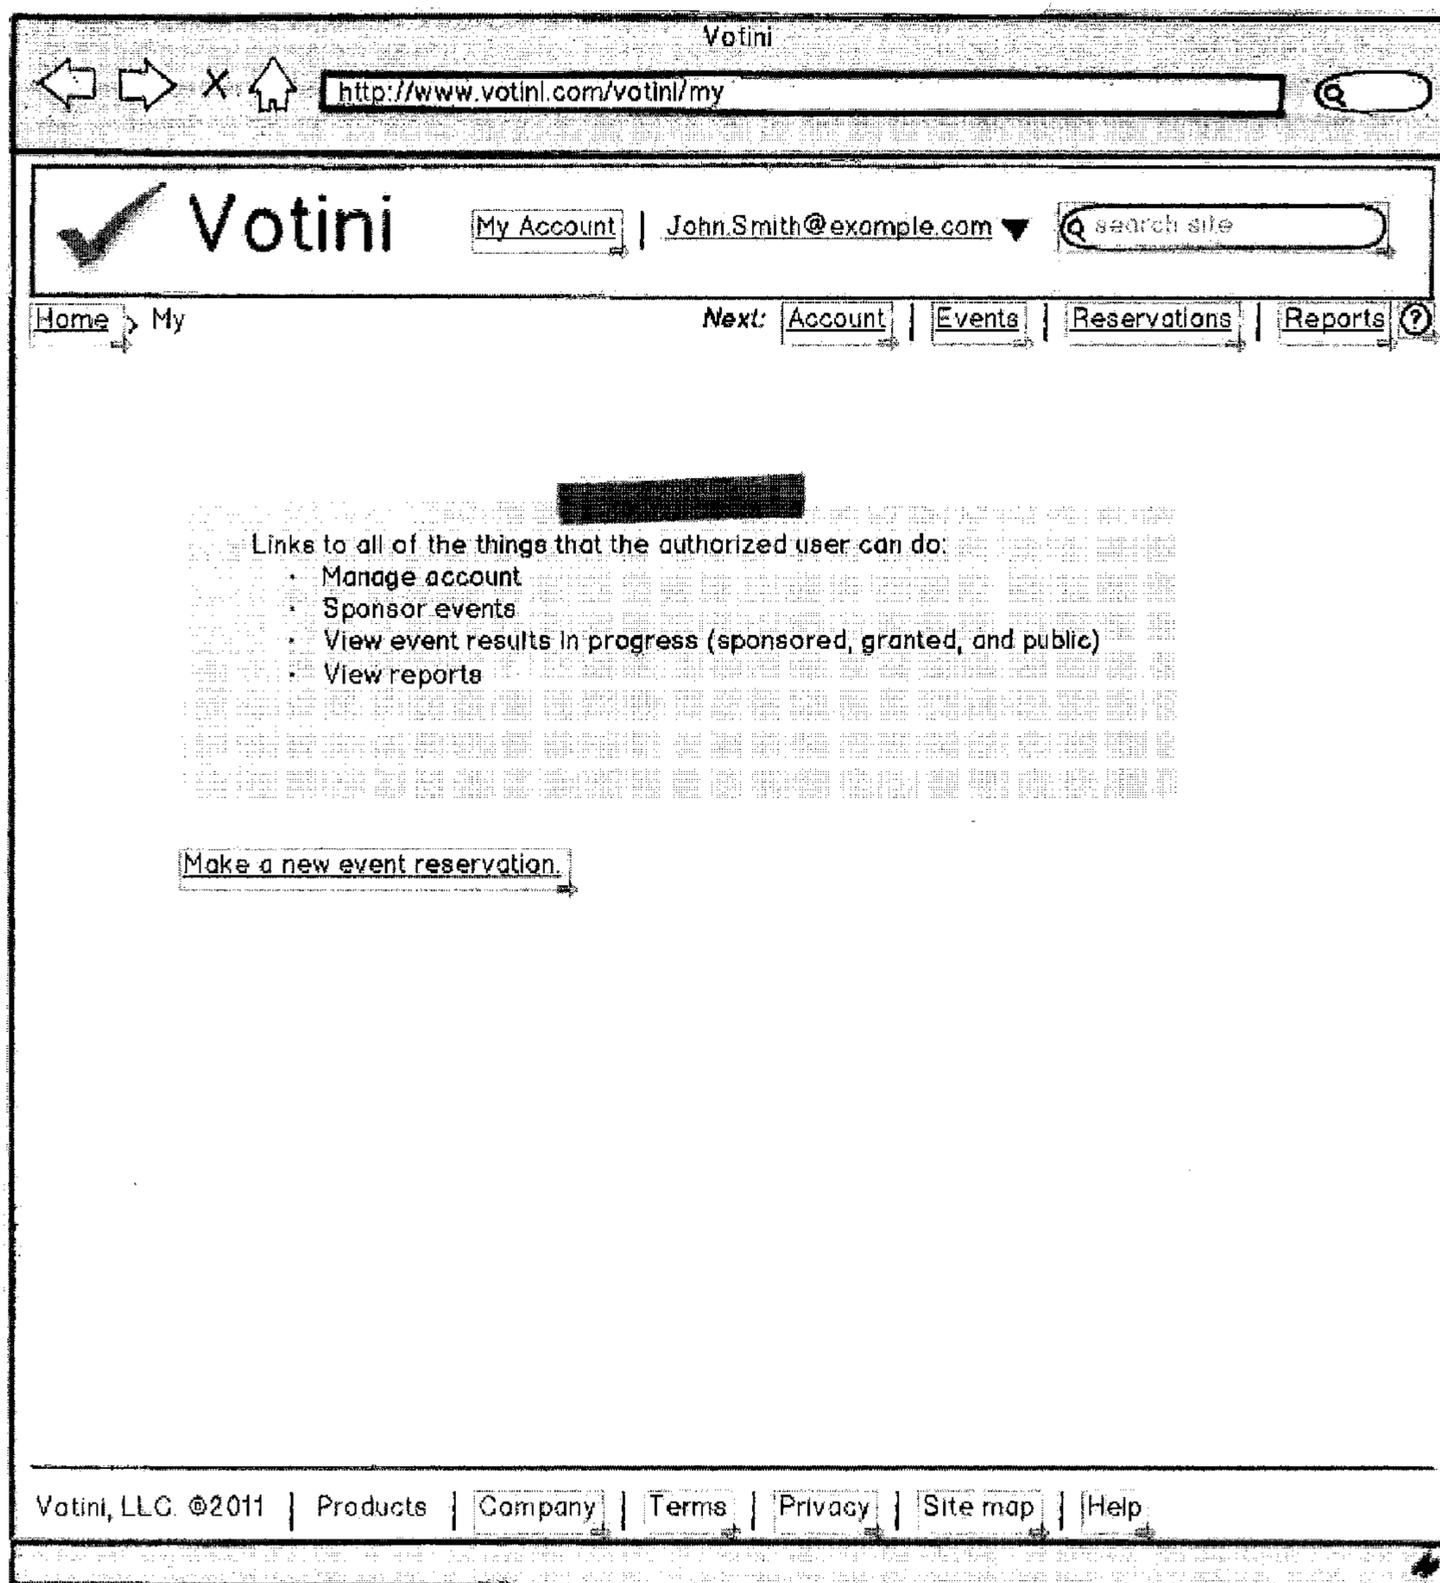 Votini
http://www.votini.com/votini/my
Votini My Account | John.Smith@example.com search site
Home > My Next: Account | Events | Reservations | Reports ?
Links to all of the things that the authorized user can do:
· Manage account
· Sponsor events
· View event results in progress (sponsored, granted, and public)
· View reports
Make a new event reservation.
Votini, LLC. ©2011 | Products | Company | Terms | Privacy | Site map | Help